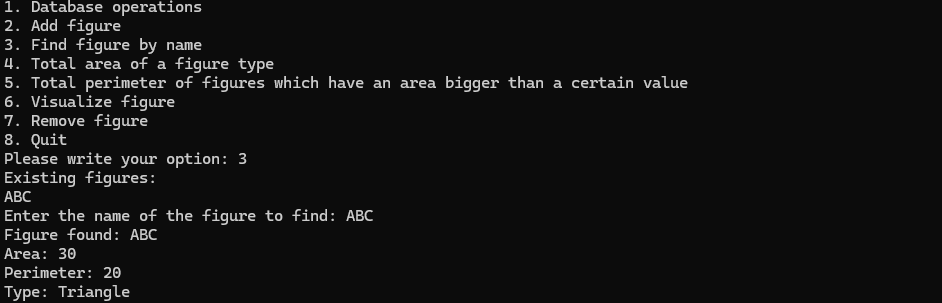 1. Database operations
2. Add figure
3. Find figure by name
4. Total area of a figure type
5. Total perimeter of figures which have an area bigger than a certain value
6. Visualize figure
7. Remove figure
8. Quit
Please write your option: 3
Existing figures:
ABC
Enter the name of the figure to find: ABC
Figure found: ABC
Area: 30
Perimeter: 20
Type: Triangle